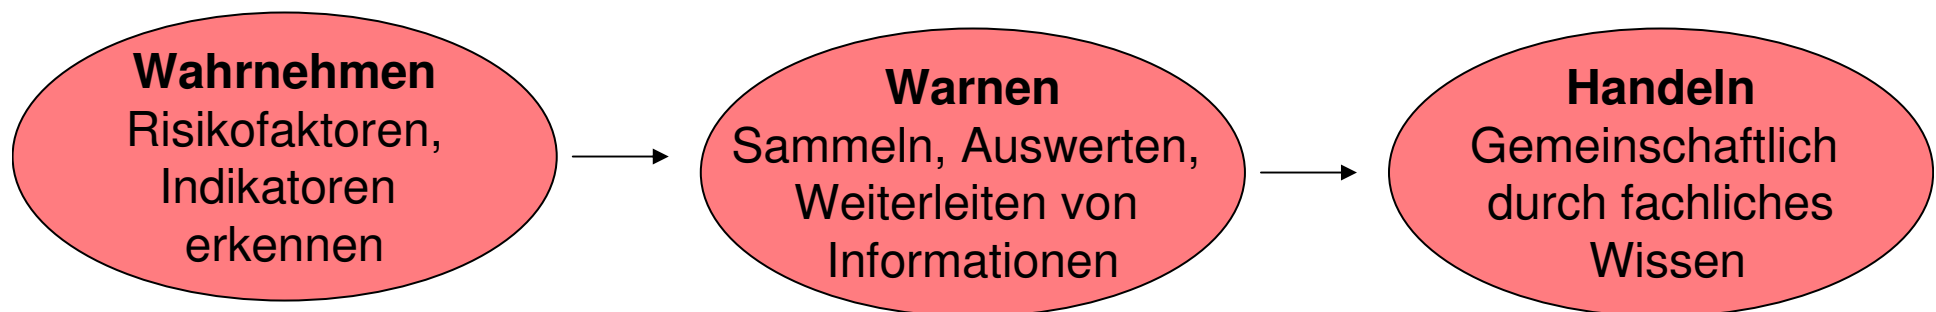 Wahrnehmen
Risikofaktoren,
Indikatoren
erkennen
Warnen
Sammeln, Auswerten,
Weiterleiten von
Informationen
Handeln
Gemeinschaftlich
durch fachliches
Wissen